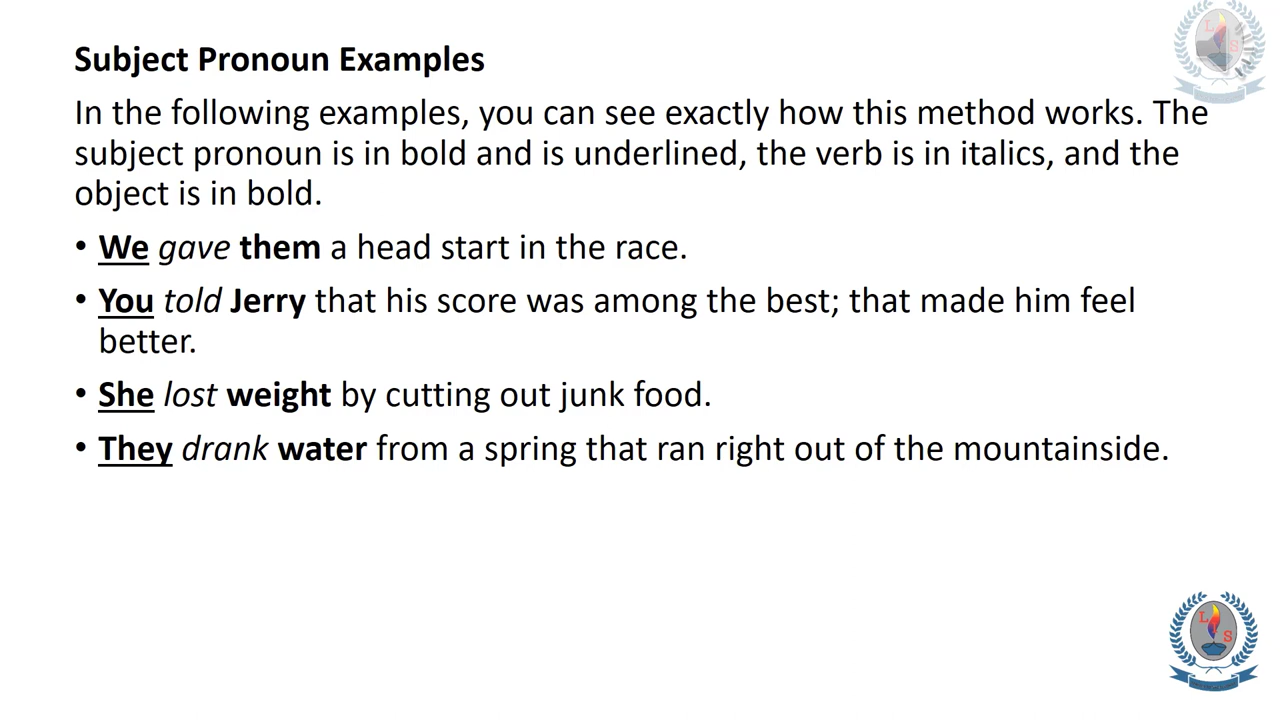 Subject Pronoun Examples
In the following examples, you can see exactly how this method works. The
subject pronoun is in bold and is underlined, the verb is in italics, and the
object is in bold.
• We gave them a head start in the race.
• You told Jerry that his score was among the best; that made him feel
better.
• She lost weight by cutting out junk food.
• They drank water from a spring that ran right out of the mountainside.
L
S
L
S